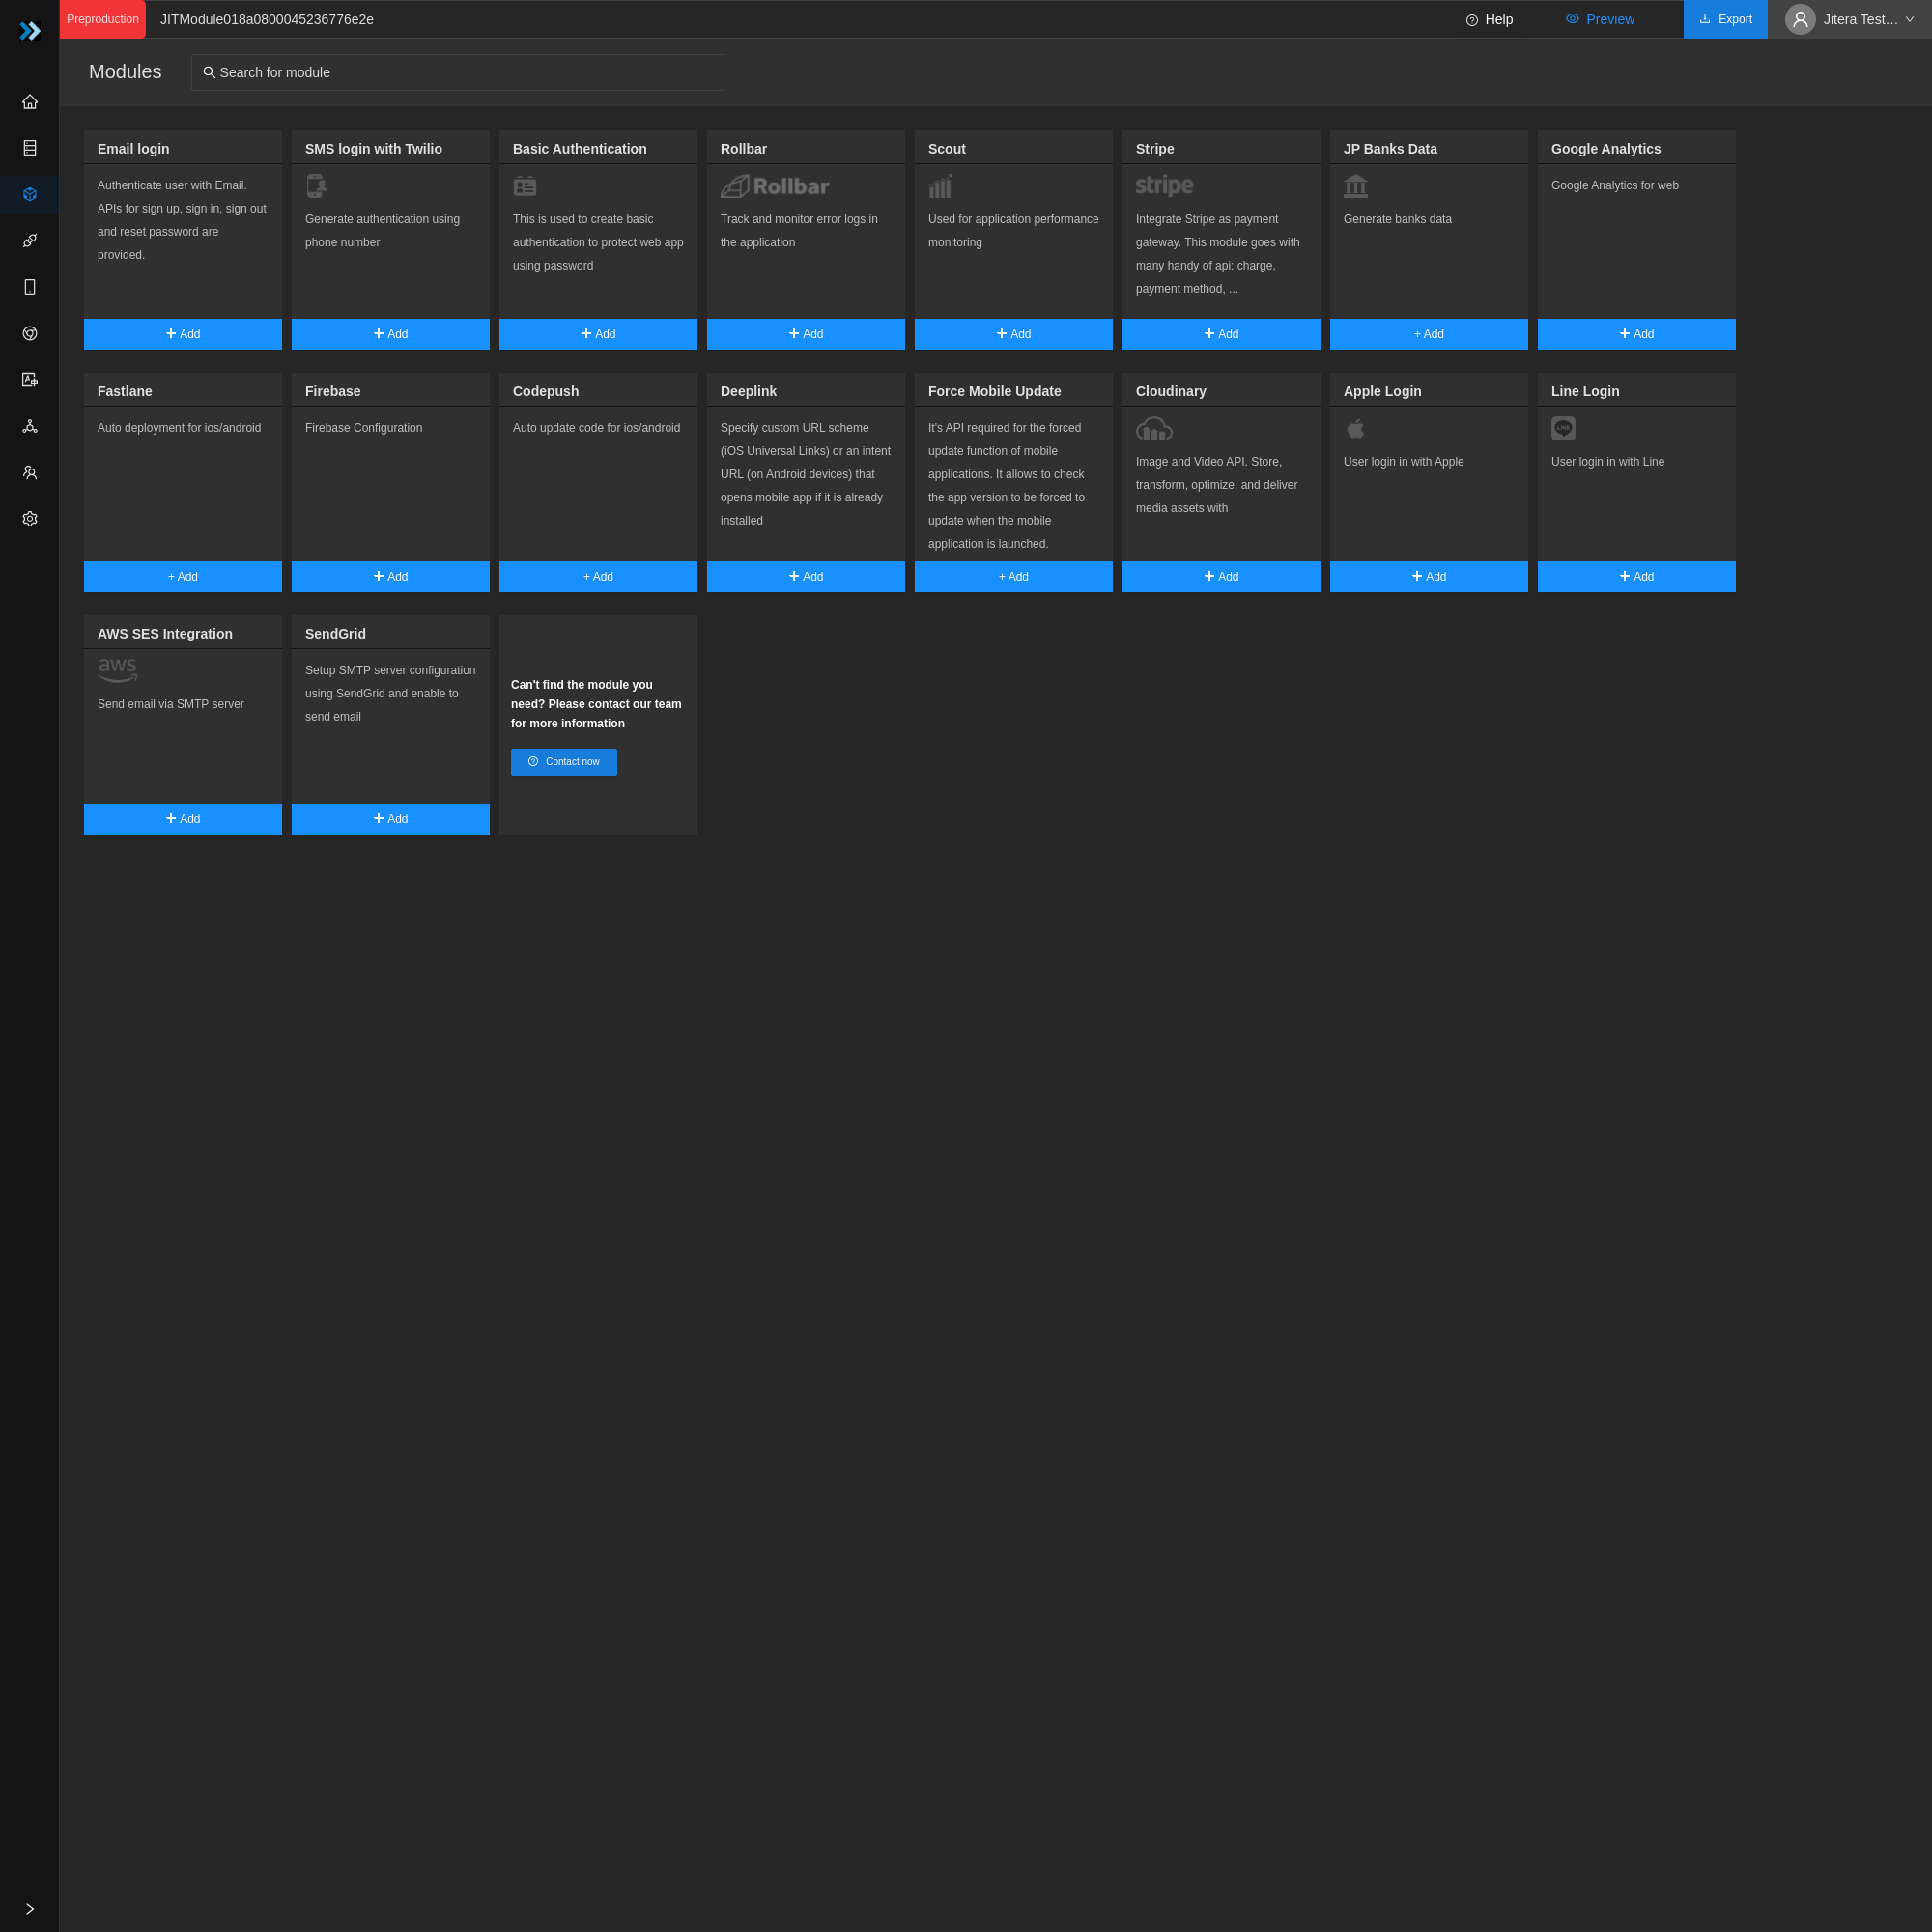 Preproduction
JITModule018a0800045236776e2e
Help
Preview
Export
Jitera Test…
Modules
Search for module
Email login
Authenticate user with Email.
APIs for sign up, sign in, sign out
and reset password are
provided.
Add
SMS login with Twilio
Generate authentication using
phone number
Add
Basic Authentication
This is used to create basic
authentication to protect web app
using password
Add
Rollbar
Rollbar
Track and monitor error logs in
the application
Add
Scout
Used for application performance
monitoring
Add
Stripe
stripe
Integrate Stripe as payment
gateway. This module goes with
many handy of api: charge,
payment method, ...
Add
JP Banks Data
Generate banks data
+ Add
Google Analytics
Google Analytics for web
Add
Fastlane
Auto deployment for ios/android
+ Add
Firebase
Firebase Configuration
Add
Codepush
Auto update code for ios/android
+ Add
Deeplink
Specify custom URL scheme
(iOS Universal Links) or an intent
URL (on Android devices) that
opens mobile app if it is already
installed
Add
Force Mobile Update
It's API required for the forced
update function of mobile
applications. It allows to check
the app version to be forced to
update when the mobile
application is launched.
+ Add
Cloudinary
Image and Video API. Store,
transform, optimize, and deliver
media assets with
Add
Apple Login
User login in with Apple
Add
Line Login
LINE
User login in with Line
Add
AWS SES Integration
aws
Send email via SMTP server
Add
SendGrid
Setup SMTP server configuration
using SendGrid and enable to
send email
Add
Can't find the module you
need? Please contact our team
for more information
Contact now